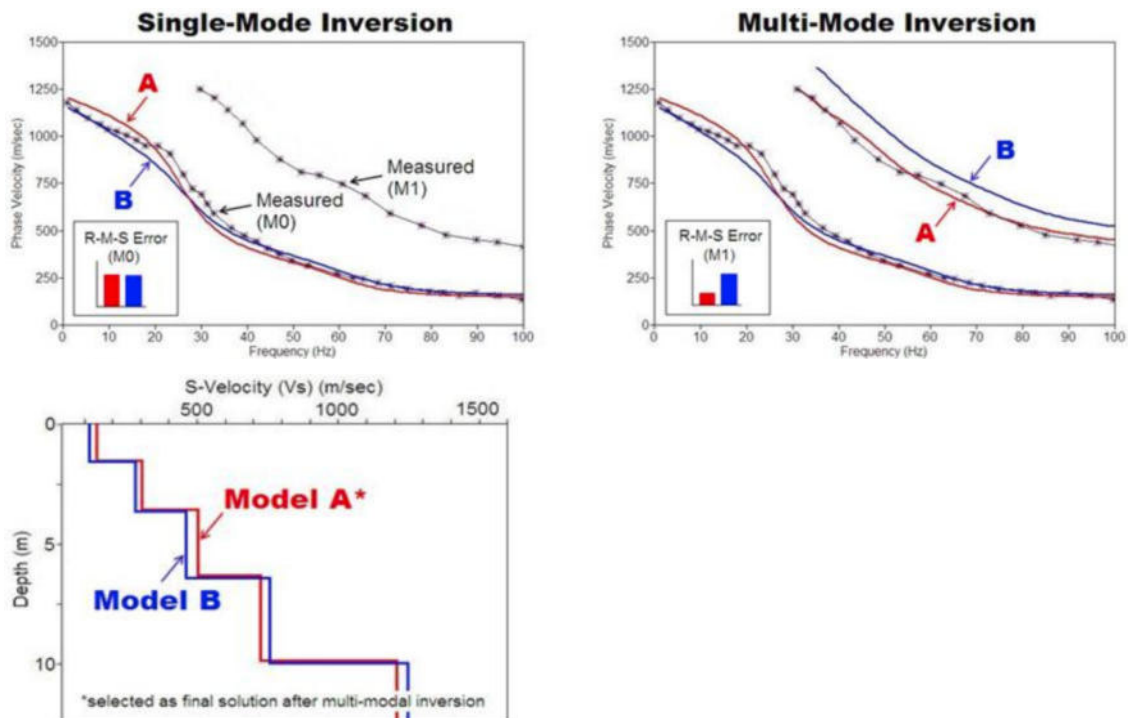 Single-Mode Inversion
1500
1250
1000
750
500
250
0
Phase Velocity (m/sec)
A
B
Measured
(M1)
Measured
(M0)
R-M-S Error
(M0)
0 10 20 30 40 50 60 70 80 90 100
Frequency (Hz)
Multi-Mode Inversion
1500
1250
1000
750
500
250
0
Phase Velocity (m/sec)
B
A
R-M-S Error
(M1)
0 10 20 30 40 50 60 70 80 90 100
Frequency (Hz)
S-Velocity (Vs) (m/sec)
500 1000 1500
0
5
10
Depth (m)
Model A*
Model B
*selected as final solution after multi-modal inversion